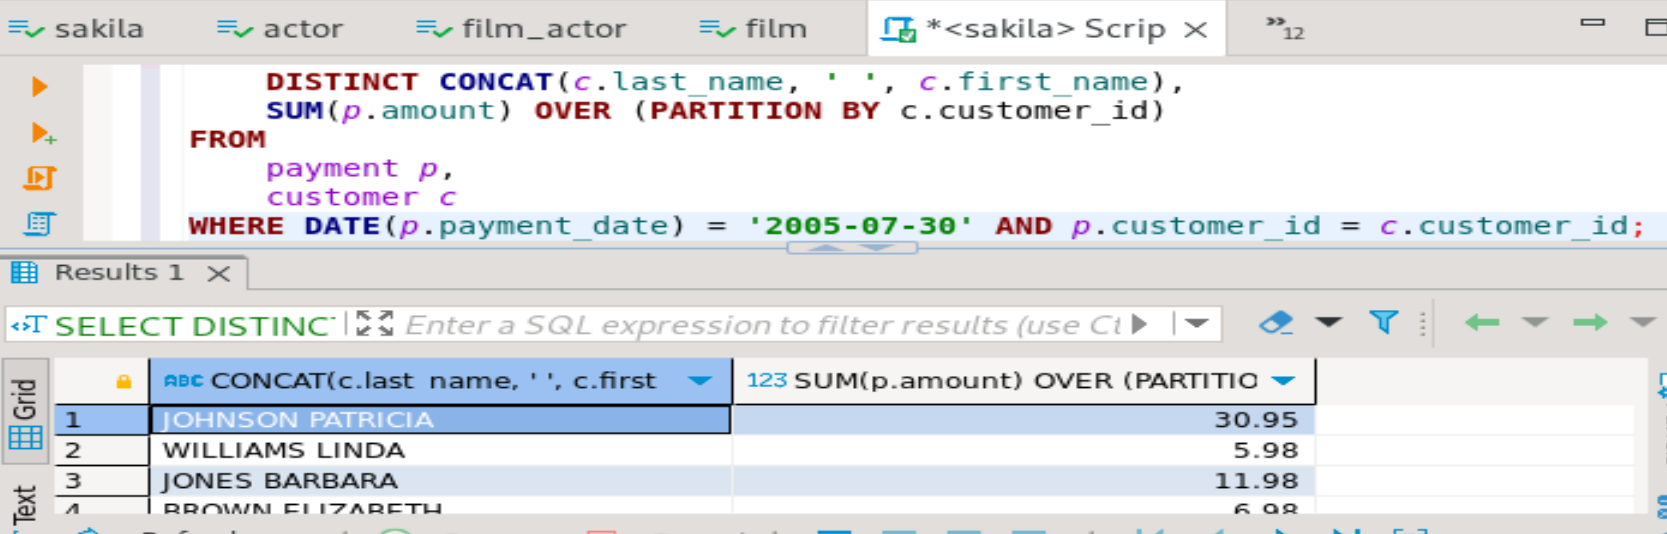 sakila actor film_actor film *<sakila> Scrip »12
DISTINCT CONCAT(c.last_name, ' ', c.first_name),
SUM(p.amount) OVER (PARTITION BY c.customer_id)
FROM
payment p,
customer c
WHERE DATE(p.payment_date) = '2005-07-30' AND p.customer_id = c.customer_id;
Results 1
SELECT DISTINC Enter a SQL expression to filter results (use Ct
Grid
ABC CONCAT(c.last_name, ' ', c.first 123 SUM(p.amount) OVER (PARTITIO
1 JOHNSON PATRICIA 30.95
2 WILLIAMS LINDA 5.98
3 JONES BARBARA 11.98
4 BROWN ELIZABETH 6.98
Text